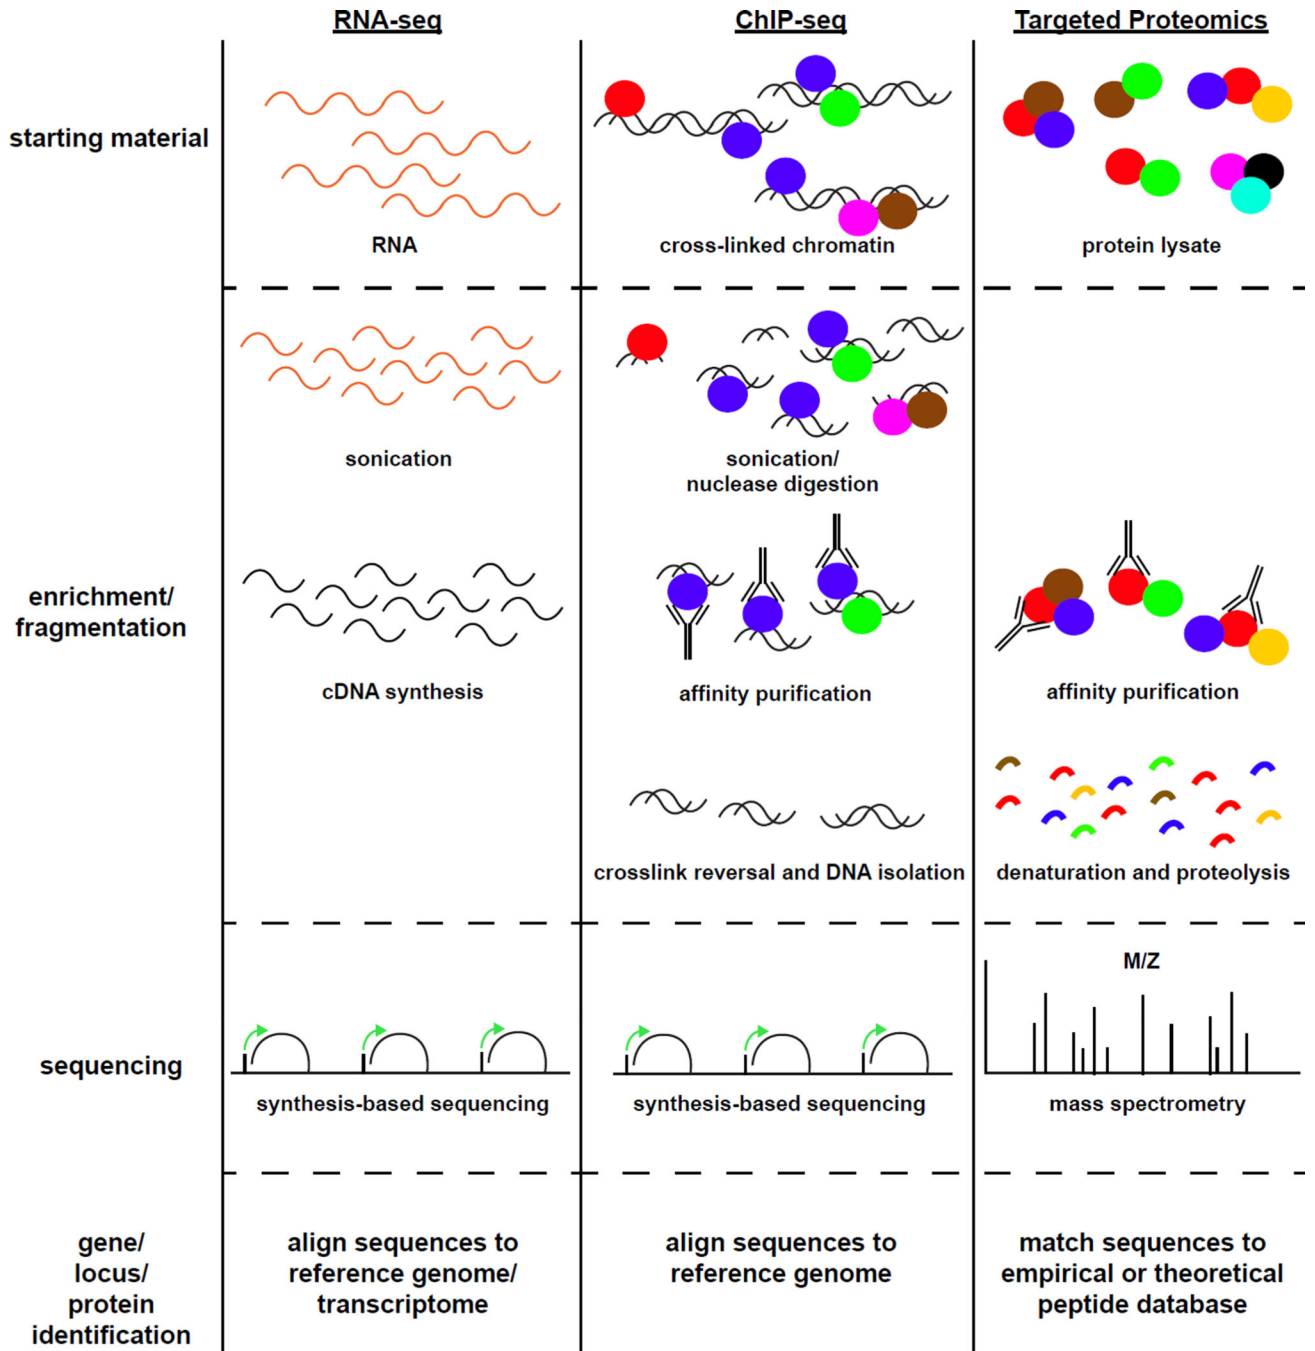 RNA-seq
ChIP-seq
Targeted Proteomics
starting material
RNA
cross-linked chromatin
protein lysate
enrichment/
fragmentation
sonication
sonication/
nuclease digestion
cDNA synthesis
affinity purification
affinity purification
crosslink reversal and DNA isolation
denaturation and proteolysis
sequencing
synthesis-based sequencing
synthesis-based sequencing
M/Z
mass spectrometry
gene/
locus/
protein
identification
align sequences to
reference genome/
transcriptome
align sequences to
reference genome
match sequences to
empirical or theoretical
peptide database